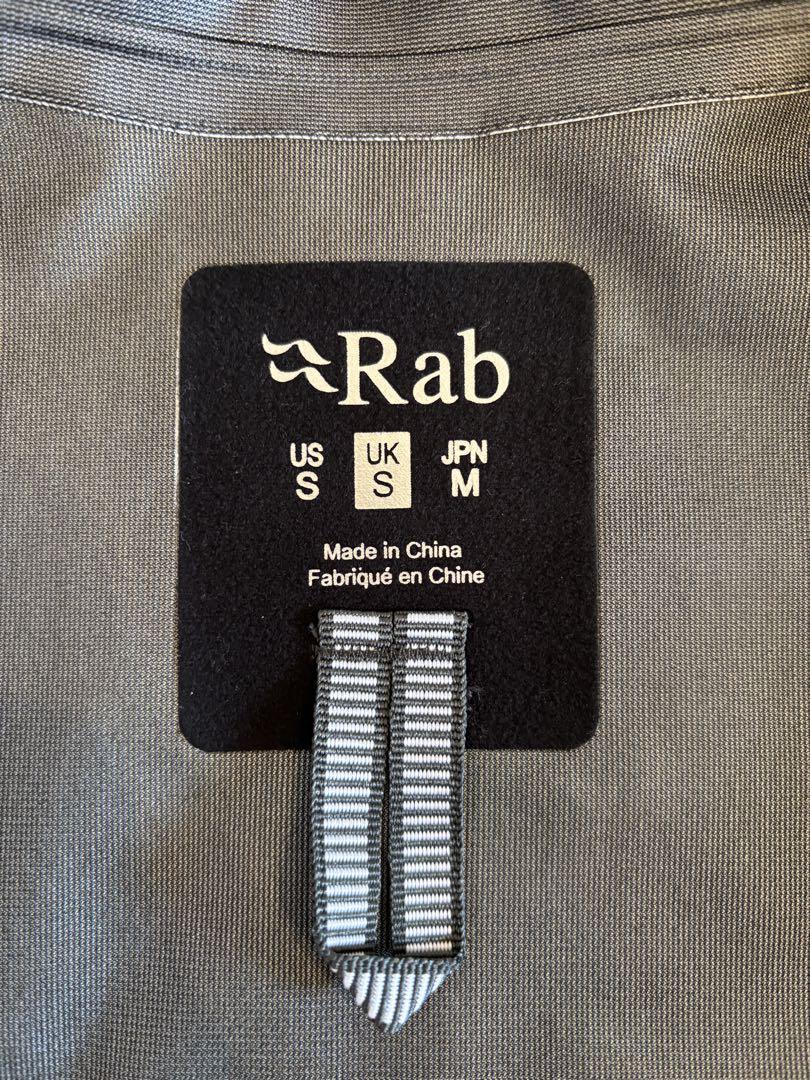 Rab
US UK JPN
S S M
Made in China
Fabriqué en Chine